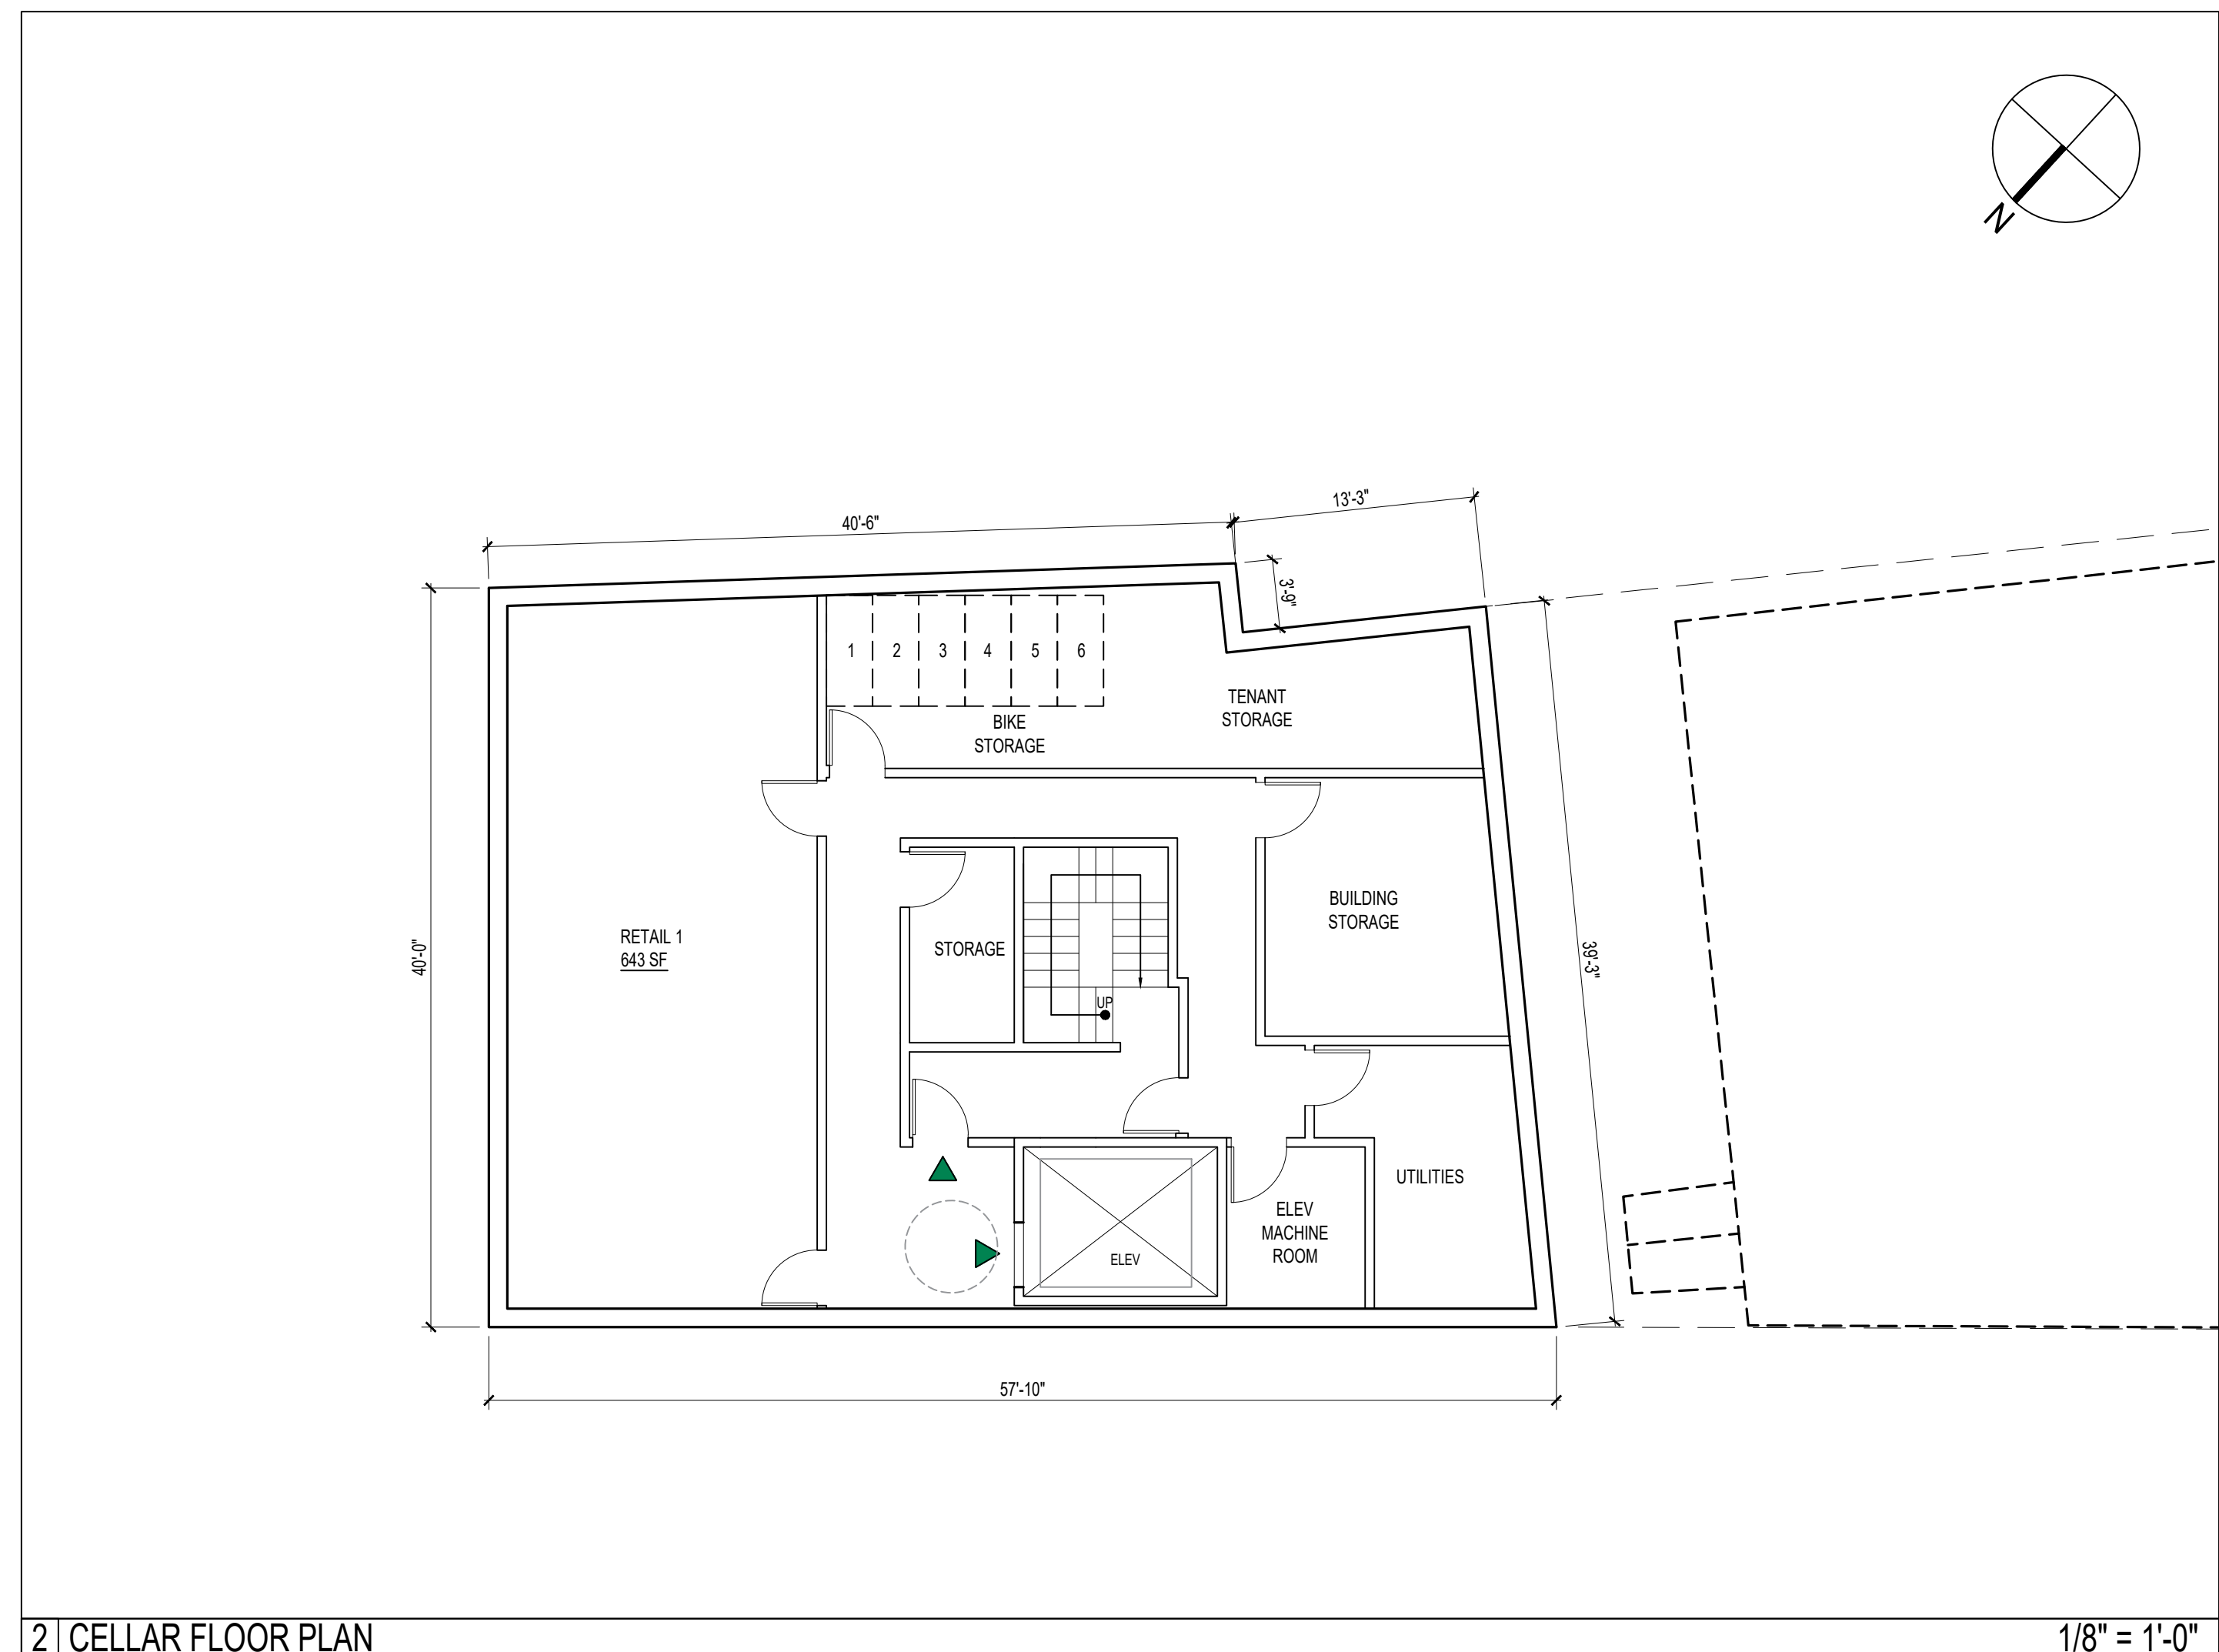 N
13'-3"
40'-6"
3'-9"
1 2 3 4 5 6
TENANT
STORAGE
BIKE
STORAGE
BUILDING
STORAGE
RETAIL 1
643 SF
STORAGE
40'-0"
39'-3"
UP
UTILITIES
ELEV
MACHINE
ROOM
ELEV
57'-10"
2 CELLAR FLOOR PLAN
1/8" = 1'-0"